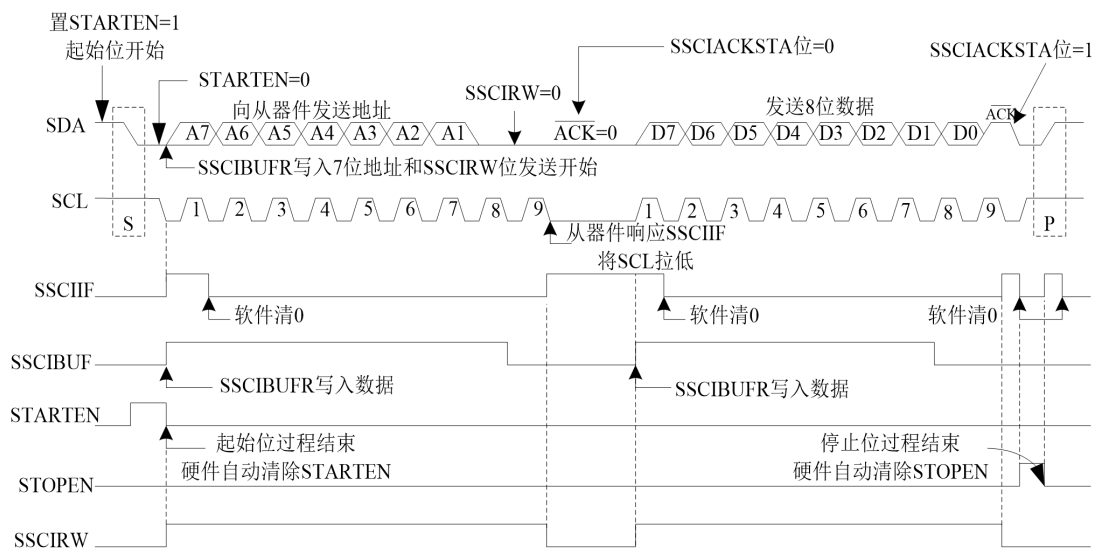 置STARTEN=1
起始位开始
SSCIACKSTA位=0
SSCIACKSTA位=1
STARTEN=0
SSCIRW=0
向从器件发送地址
发送8位数据
SDA
A7 A6 A5 A4 A3 A2 A1
ACK=0
D7 D6 D5 D4 D3 D2 D1 D0
ACK
SSCIBUFR写入7位地址和SSCIRW位发送开始
SCL
S
1 2 3 4 5 6 7 8 9
1 2 3 4 5 6 7 8 9
P
从器件响应SSCIIF
将SCL拉低
SSCIIF
软件清0
软件清0
软件清0
SSCIBUF
SSCIBUFR写入数据
SSCIBUFR写入数据
STARTEN
起始位过程结束
硬件自动清除STARTEN
停止位过程结束
硬件自动清除STOPEN
STOPEN
SSCIRW